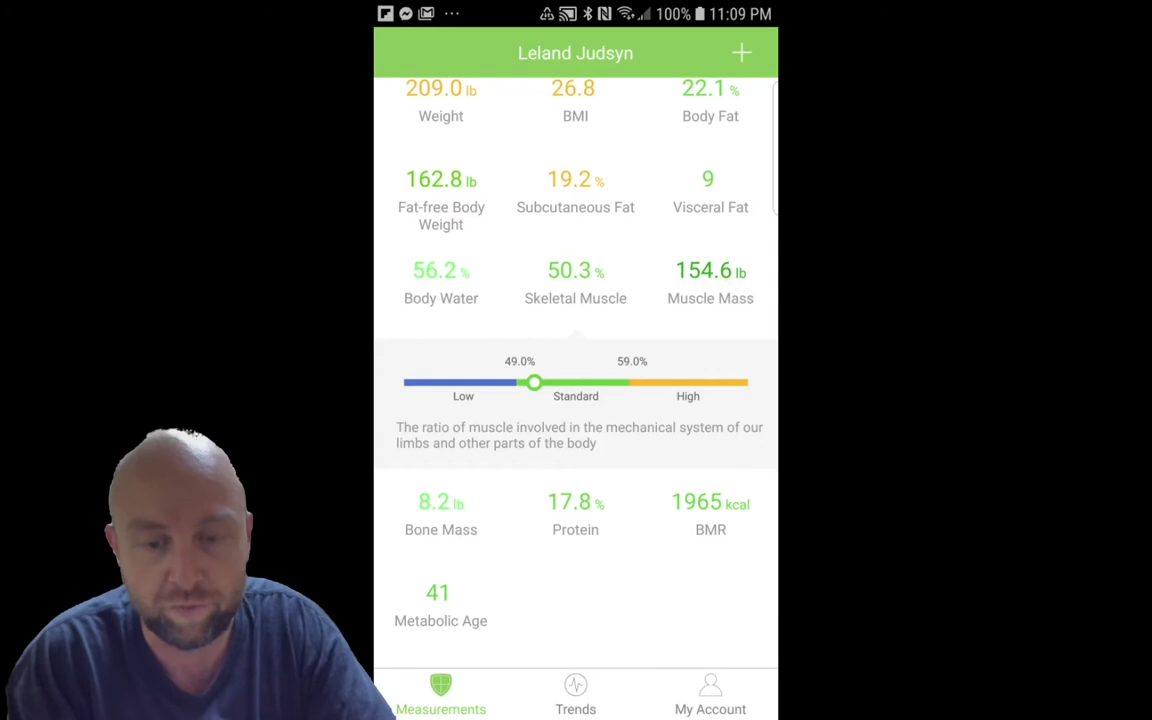 100% 11:09 PM
Leland Judsyn
209.0 lb 26.8 22.1 %
Weight BMI Body Fat
162.8 lb 19.2 % 9
Fat-free Body Weight Subcutaneous Fat Visceral Fat
56.2 % 50.3 % 154.6 lb
Body Water Skeletal Muscle Muscle Mass
49.0% 59.0%
Low Standard High
The ratio of muscle involved in the mechanical system of our
limbs and other parts of the body
8.2 lb 17.8 % 1965 kcal
Bone Mass Protein BMR
41
Metabolic Age
Measurements Trends My Account